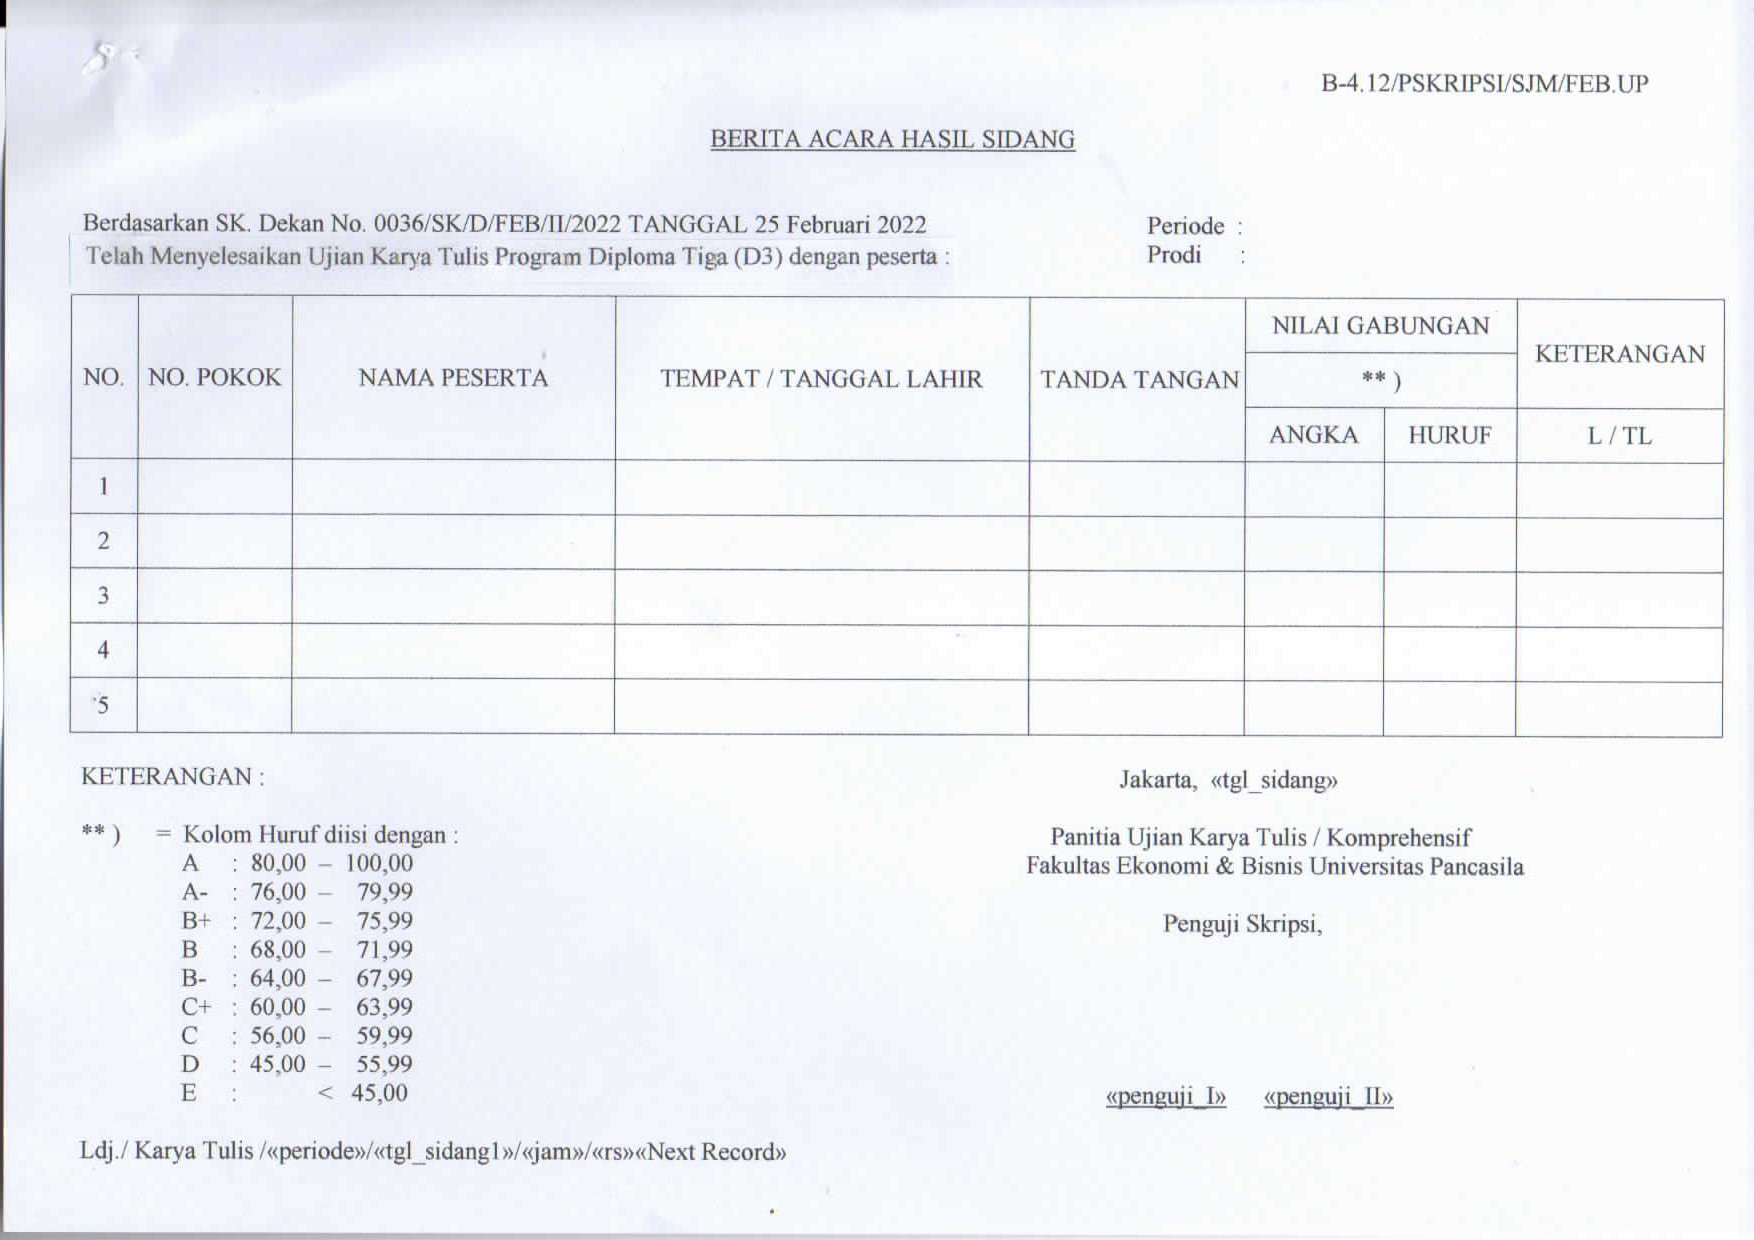 B-4.12/PSKRIPSI/SJM/FEB.UP
BERITA ACARA HASIL SIDANG
Berdasarkan SK. Dekan No. 0036/SK/D/FEB/II/2022 TANGGAL 25 Februari 2022
Telah Menyelesaikan Ujian Karya Tulis Program Diploma Tiga (D3) dengan peserta :
Periode :
Prodi :
NO. NO. POKOK NAMA PESERTA TEMPAT / TANGGAL LAHIR TANDA TANGAN NILAI GABUNGAN KETERANGAN
** )
ANGKA HURUF L / TL
1
2
3
4
5
KETERANGAN :
** ) = Kolom Huruf diisi dengan :
A : 80,00 – 100,00
A- : 76,00 – 79,99
B+ : 72,00 – 75,99
B : 68,00 – 71,99
B- : 64,00 – 67,99
C+ : 60,00 – 63,99
C : 56,00 – 59,99
D : 45,00 – 55,99
E : < 45,00
Jakarta, «tgl_sidang»
Panitia Ujian Karya Tulis / Komprehensif
Fakultas Ekonomi & Bisnis Universitas Pancasila
Penguji Skripsi,
«penguji_I» «penguji_II»
Ldj./ Karya Tulis /«periode»/«tgl_sidang1»/«jam»/«rs»«Next Record»